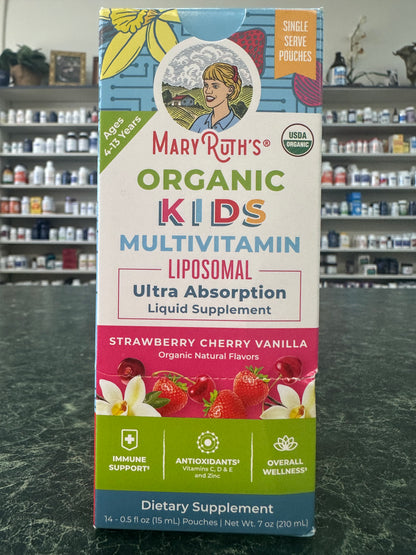 SINGLE
SERVE
POUCHES
Ages
4-13 Years
MARY RUTH'S®
USDA
ORGANIC
ORGANIC
KIDS
MULTIVITAMIN
LIPOSOMAL
Ultra Absorption
Liquid Supplement
STRAWBERRY CHERRY VANILLA
Organic Natural Flavors
IMMUNE
SUPPORT‡
ANTIOXIDANTS‡
Vitamins C, D & E
and Zinc
OVERALL
WELLNESS‡
Dietary Supplement
14 - 0.5 fl oz (15 mL) Pouches | Net Wt. 7 oz (210 mL)